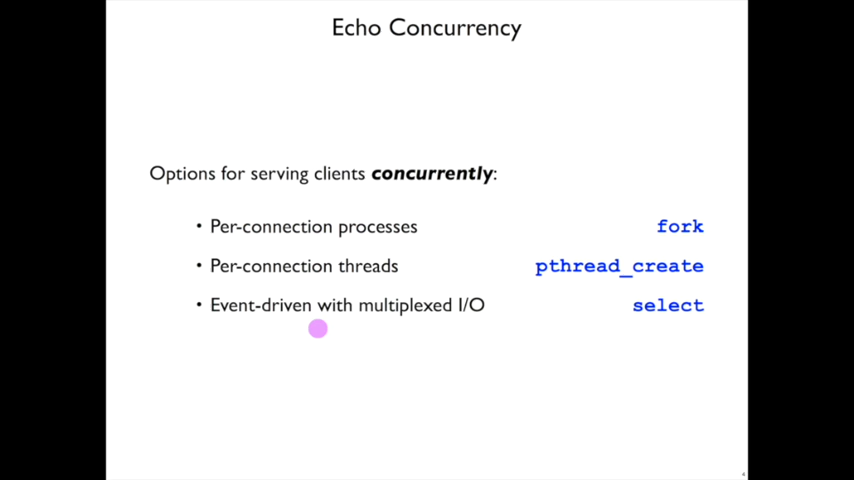 Echo Concurrency
Options for serving clients concurrently:
• Per-connection processes fork
• Per-connection threads pthread_create
• Event-driven with multiplexed I/O select
4